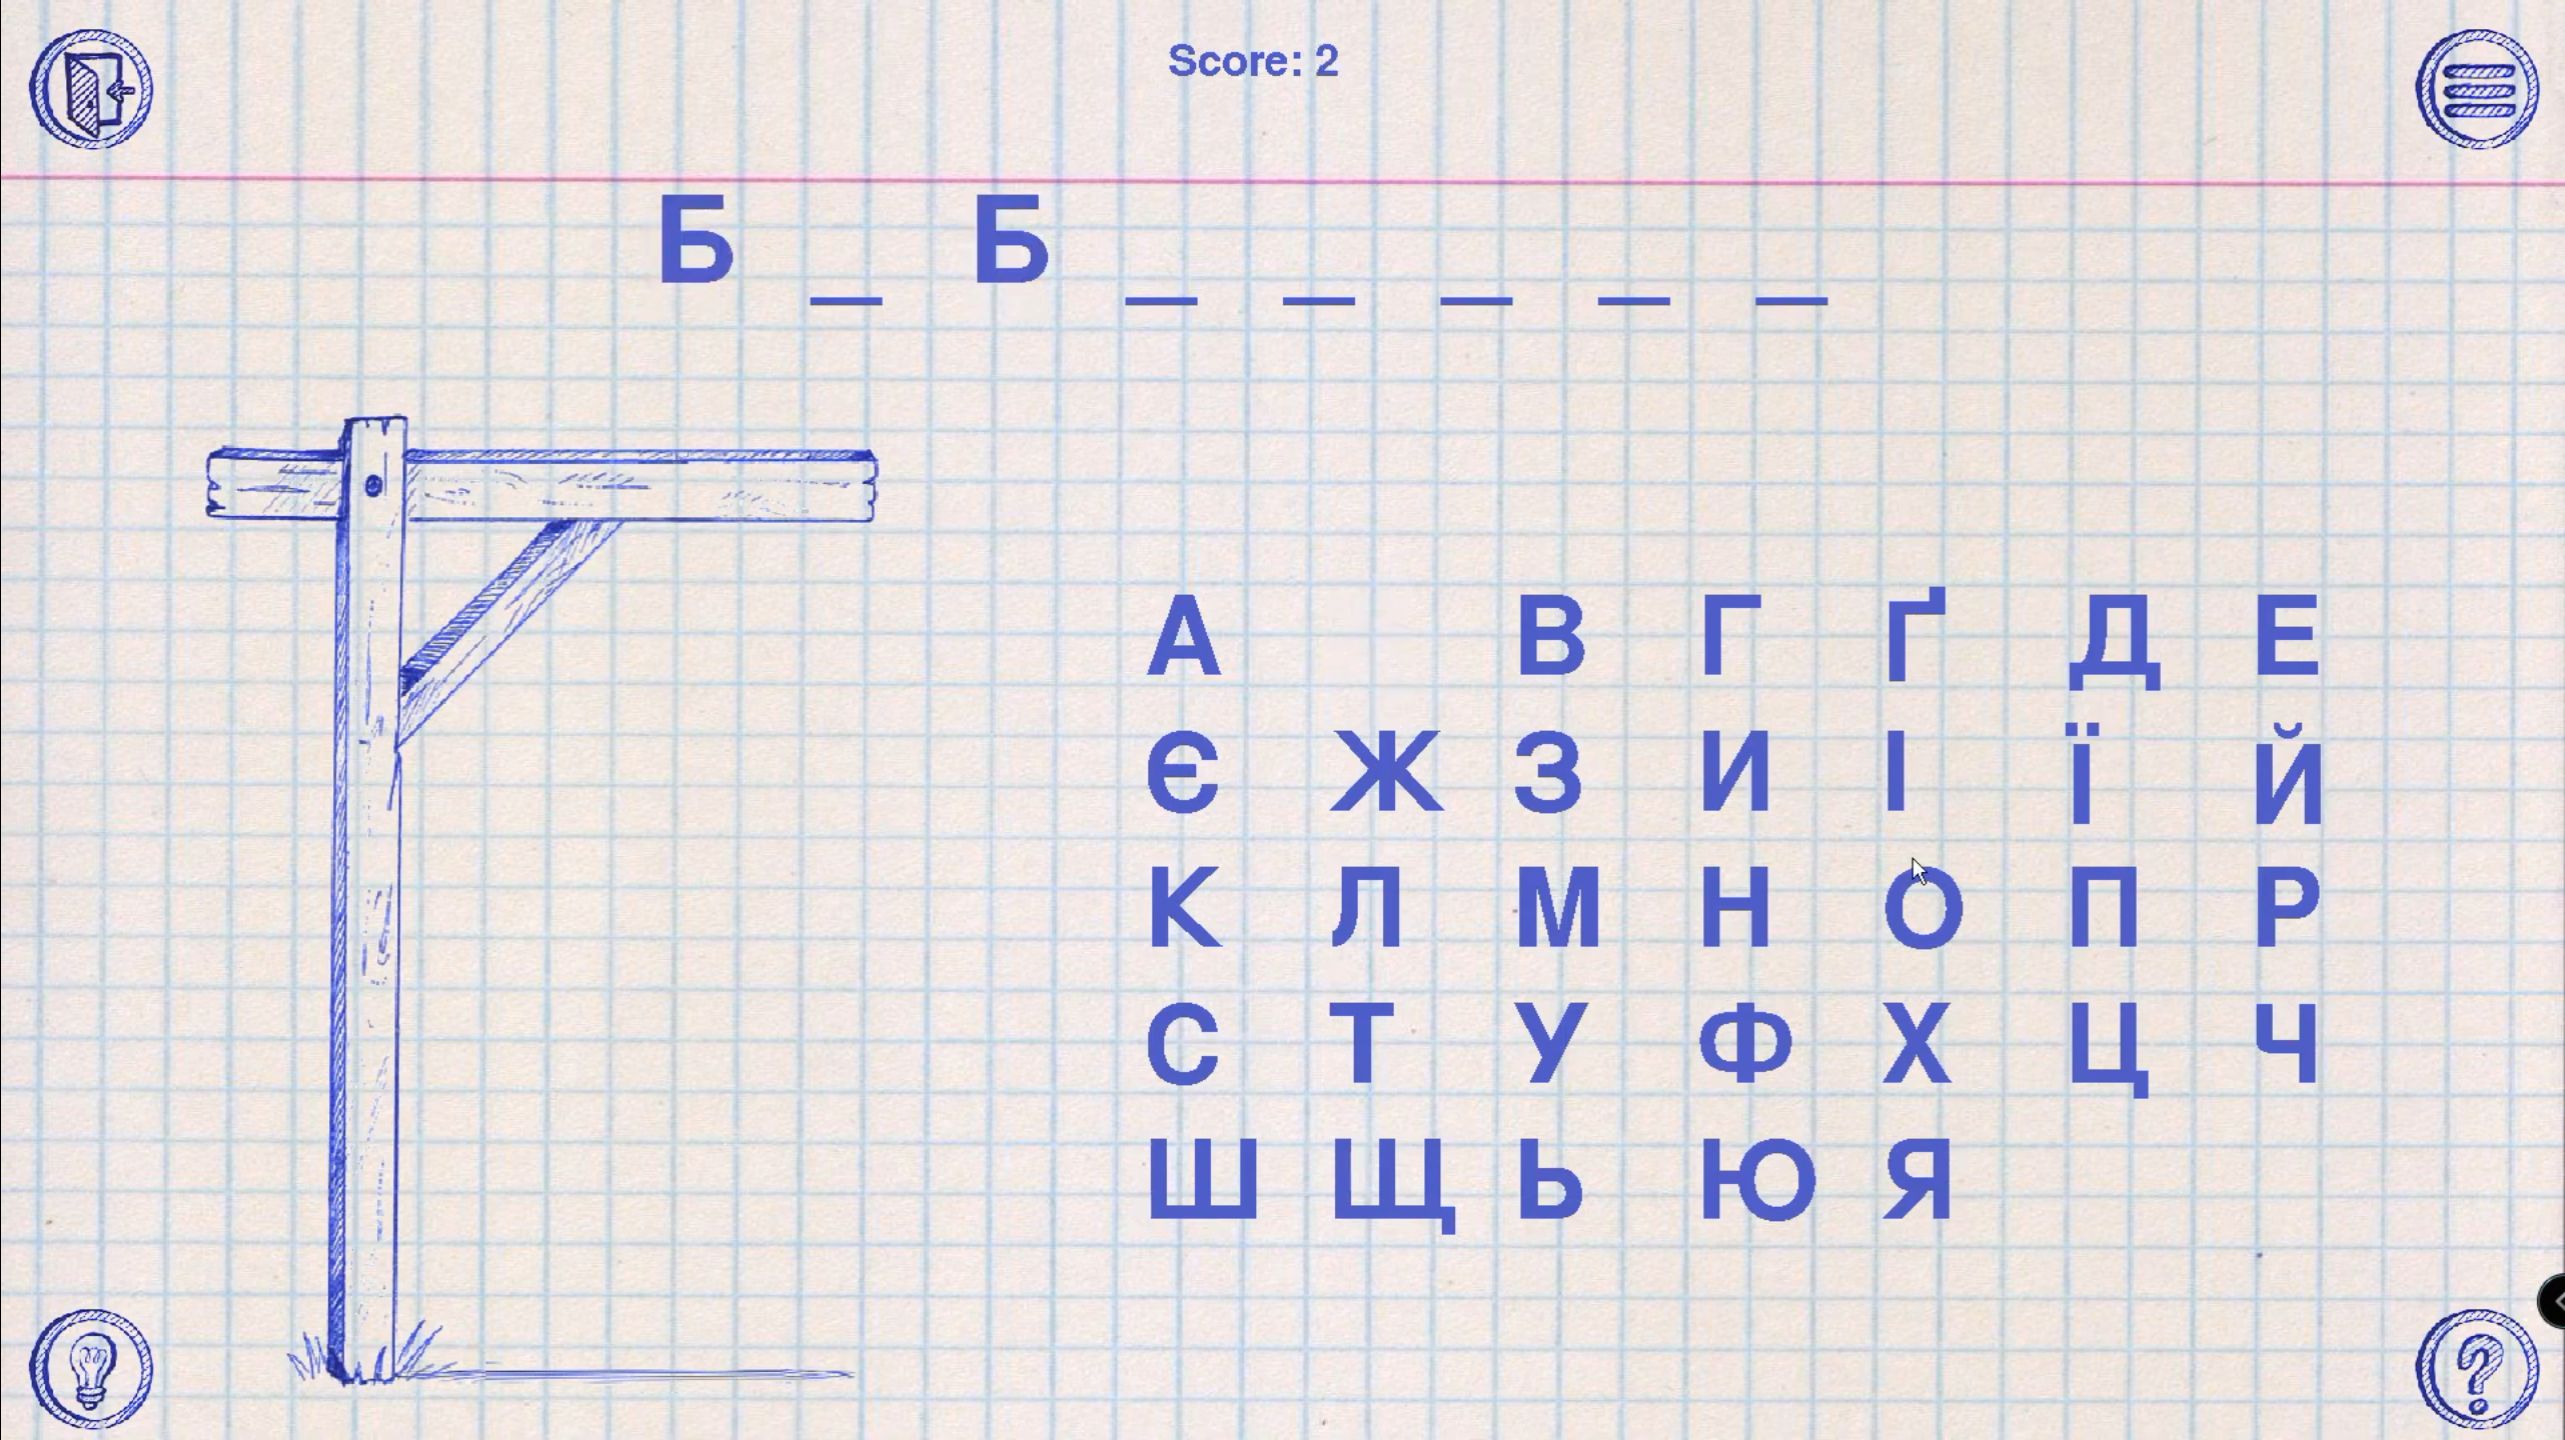 Score: 2
Б _ Б _ _ _ _ _
А В Г Ґ Д Е
Є Ж З И І Ї Й
К Л М Н О П Р
С Т У Ф Х Ц Ч
Ш Щ Ь Ю Я
?